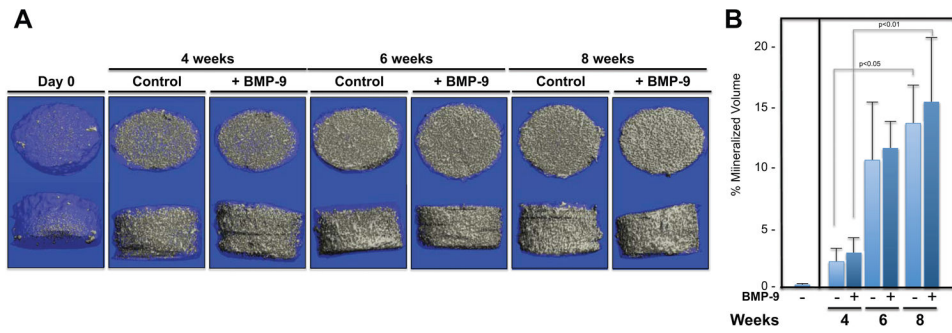 A
4 weeks
6 weeks
8 weeks
Day 0
Control
+ BMP-9
Control
+ BMP-9
Control
+ BMP-9
B
% Miineralized Volume
20 -
15 -
10 -
5 -
0 -
p<0.01
p<0.05
BMP-9 - - + - + - +
Weeks 4 6 8